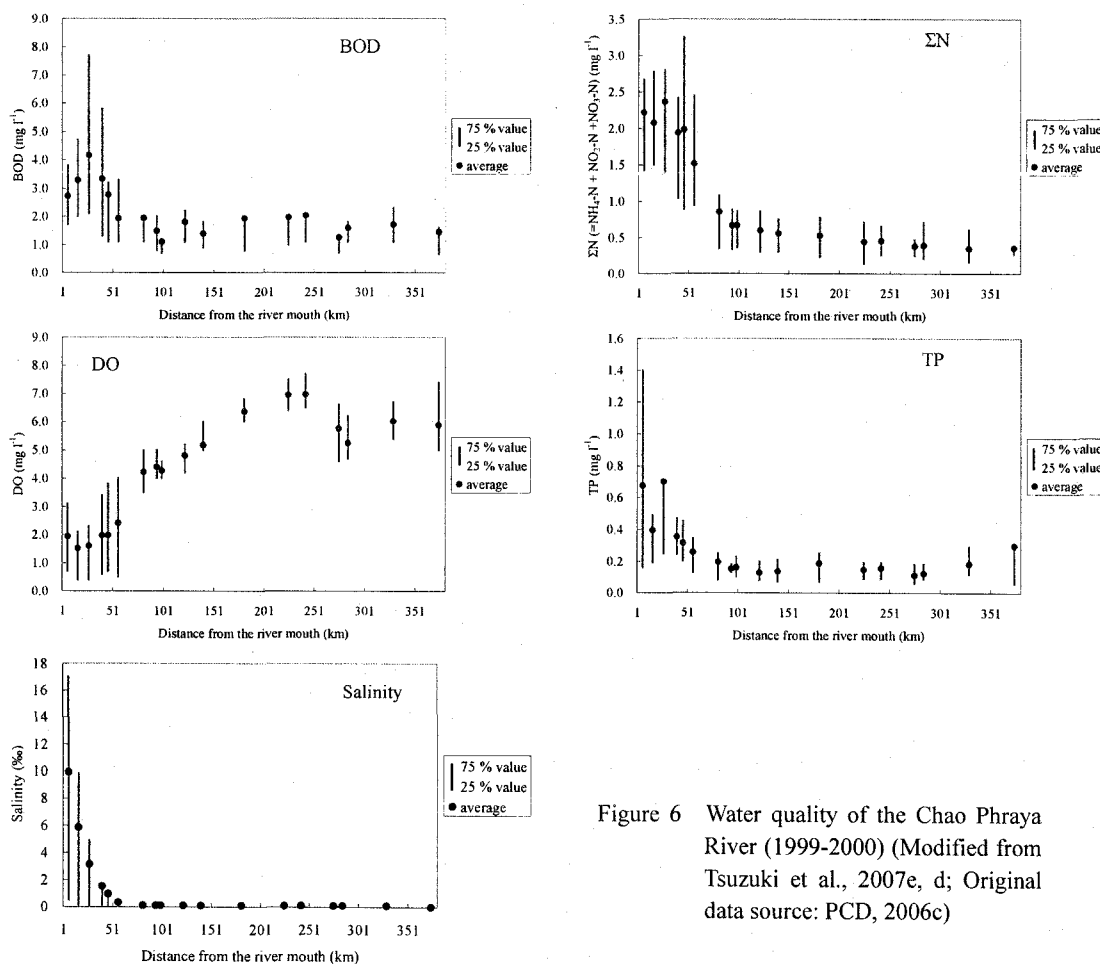 BOD
9.0
8.0
7.0
6.0
5.0
4.0
3.0
2.0
1.0
0.0
BOD (mg l⁻¹)
1 51 101 151 201 251 301 351
Distance from the river mouth (km)
75 % value
25 % value
average
ΣN
3.5
3.0
2.5
2.0
1.5
1.0
0.5
0.0
ΣN (=NH₄-N + NO₂-N +NO₃-N) (mg l⁻¹)
1 51 101 151 201 251 301 351
Distance from the river mouth (km)
75 % value
25 % value
average
DO
9.0
8.0
7.0
6.0
5.0
4.0
3.0
2.0
1.0
0.0
DO (mg l⁻¹)
1 51 101 151 201 251 301 351
Distance from the river mouth (km)
75 % value
25 % value
average
TP
1.6
1.4
1.2
1.0
0.8
0.6
0.4
0.2
0.0
TP (mg l⁻¹)
1 51 101 151 201 251 301 351
Distance from the river mouth (km)
75 % value
25 % value
average
Salinity
18
16
14
12
10
8
6
4
2
0
Salinity (‰)
1 51 101 151 201 251 301 351
Distance from the river mouth (km)
75 % value
25 % value
average
Figure 6 Water quality of the Chao Phraya
River (1999-2000) (Modified from
Tsuzuki et al., 2007e, d; Original
data source: PCD, 2006c)